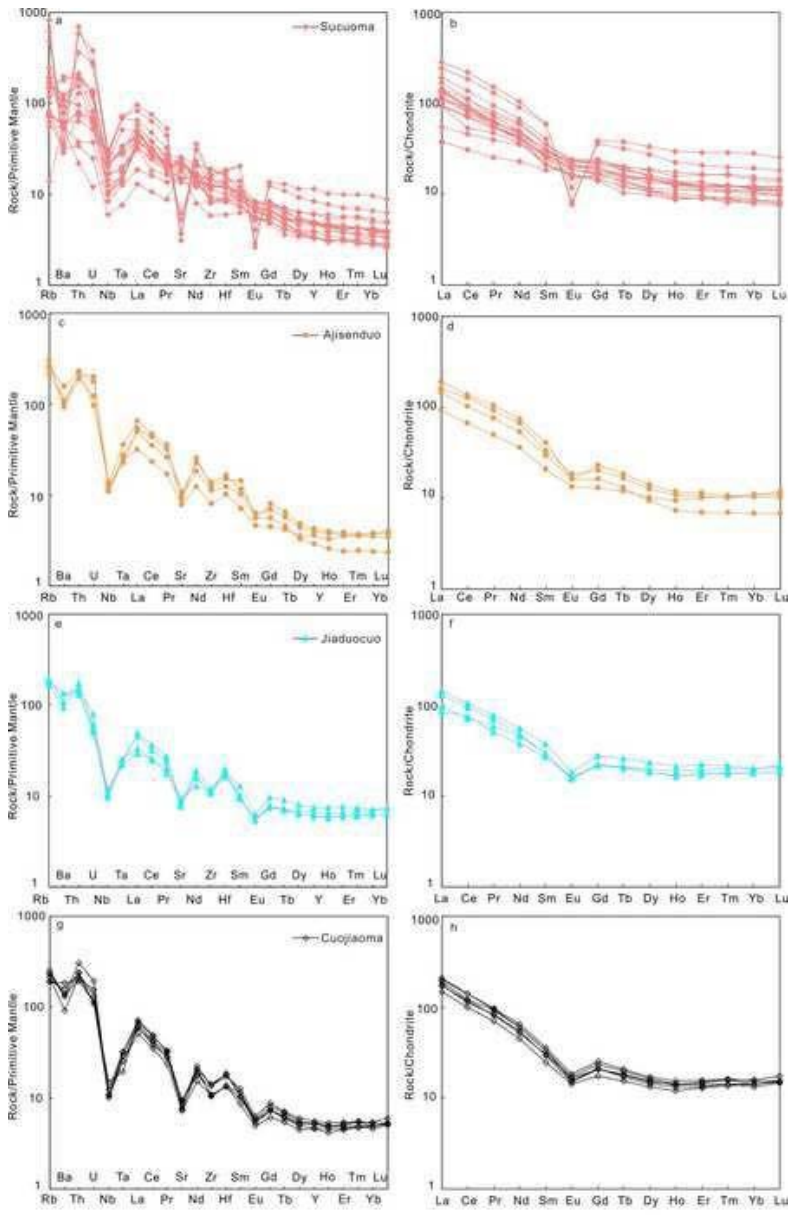 a
Sucuoma
1000
100
10
1
Rock/Primitive Mantle
Ba Th U Nb Ta La Ce Pr Sr Nd Zr Hf Sm Eu Gd Tb Dy Y Ho Er Tm Yb Lu
Rb
b
1000
100
10
1
Rock/Chondrite
La Ce Pr Nd Sm Eu Gd Tb Dy Ho Er Tm Yb Lu
c
Ajisenduo
1000
100
10
1
Rock/Primitive Mantle
Ba U Ta Ce Sr Zr Sm Gd Dy Ho Tm Lu
Rb Th Nb La Pr Nd Hf Eu Tb Y Er Yb
d
1000
100
10
1
Rock/Chondrite
La Ce Pr Nd Sm Eu Gd Tb Dy Ho Er Tm Yb Lu
e
Jiaduocuo
1000
100
10
1
Rock/Primitive Mantle
Ba U Ta La Ce Sr Zr Sm Gd Dy Ho Tm Lu
Rb Th Nb Pr Nd Hf Eu Tb Y Er Yb
f
1000
100
10
1
Rock/Chondrite
La Ce Pr Nd Sm Eu Gd Tb Dy Ho Er Tm Yb Lu
g
Cuojiaoma
1000
100
10
1
Rock/Primitive Mantle
Ba U Ta Ce Sr Zr Sm Gd Dy Ho Tm Lu
Rb Th Nb La Pr Nd Hf Eu Tb Y Er Yb
h
1000
100
10
1
Rock/Chondrite
La Ce Pr Nd Sm Eu Gd Tb Dy Ho Er Tm Yb Lu